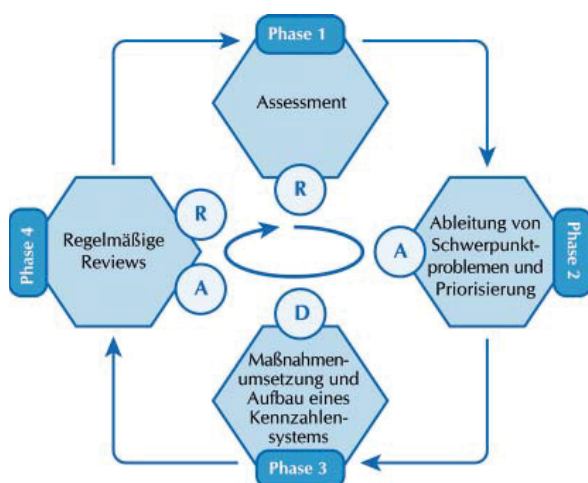 Phase 1
Assessment
R
Phase 2
Ableitung von
Schwerpunkt-
problemen und
Priorisierung
A
D
Maßnahmen-
umsetzung und
Aufbau eines
Kennzahlen-
systems
Phase 3
Phase 4
Regelmäßige
Reviews
R
A